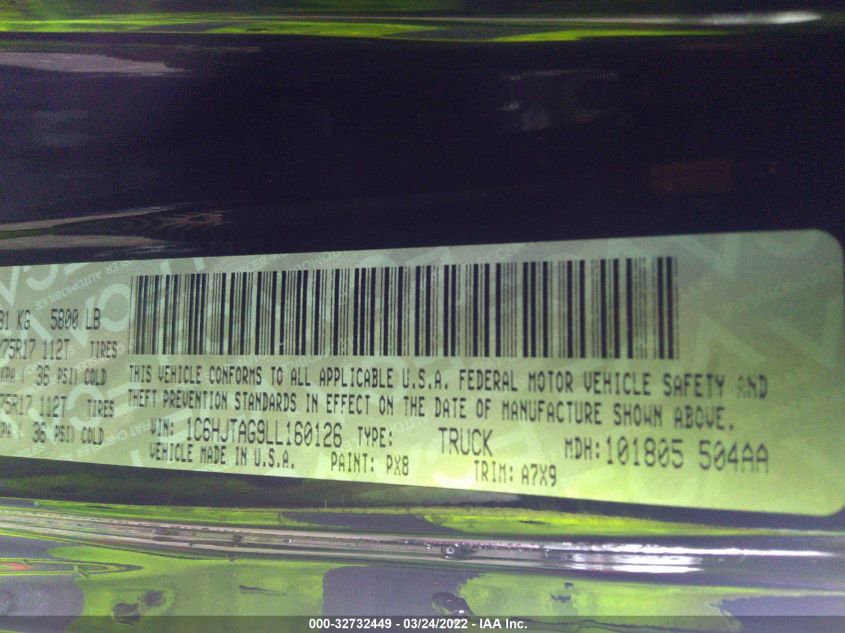 81 KG 5800 LB
/75R17 112T TIRES
KPA ( 36 PSI) COLD
75R17 112T TIRES
PA ( 36 PSI) COLD
THIS VEHICLE CONFORMS TO ALL APPLICABLE U.S.A. FEDERAL MOTOR VEHICLE SAFETY AND
THEFT PREVENTION STANDARDS IN EFFECT ON THE DATE OF MANUFACTURE SHOWN ABOVE.
VIN: 1C6HJTAG9LL160126 TYPE: TRUCK MDH: 101805 504AA
VEHICLE MADE IN U.S.A. PAINT: PX8 TRIM: A7X9
000-32732449 - 03/24/2022 - IAA Inc.